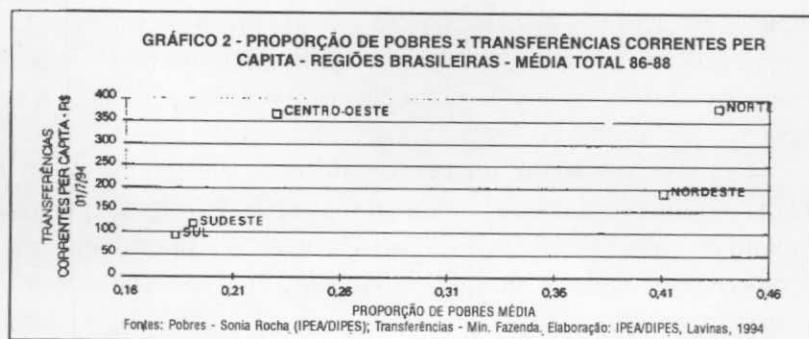 GRÁFICO 2 - PROPORÇÃO DE POBRES x TRANSFERÊNCIAS CORRENTES PER
CAPITA - REGIÕES BRASILEIRAS - MÉDIA TOTAL 86-88
TRANSFERÊNCIAS
CORRENTES PER CAPITA - R$
01/7/94
400
350
300
250
200
150
100
50
0
CENTRO-OESTE
NORTE
NORDESTE
SUDESTE
SUL
0,16 0,21 0,26 0,31 0,36 0,41 0,46
PROPORÇÃO DE POBRES MÉDIA
Fontes: Pobres - Sonia Rocha (IPEA/DIPES); Transferências - Min. Fazenda, Elaboração: IPEA/DIPES, Lavinas, 1994